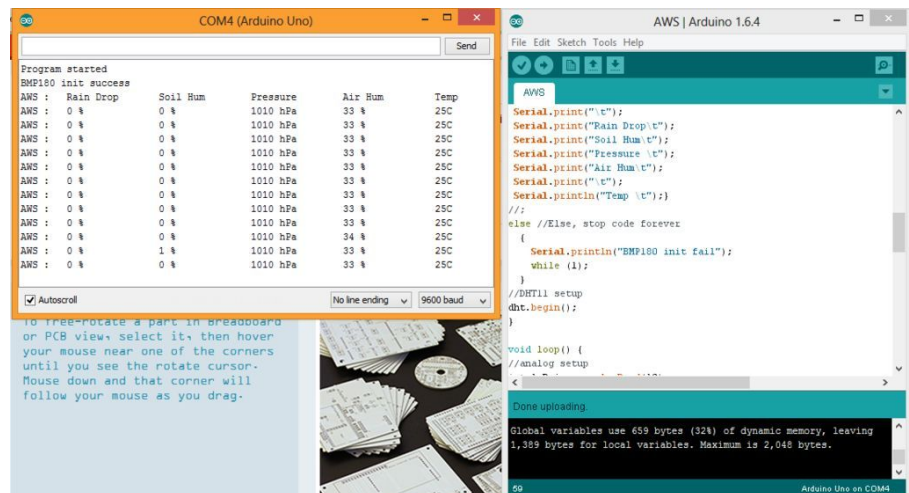 COM4 (Arduino Uno)
Send
Program started
BMP180 init success
AWS : Rain Drop Soil Hum Pressure Air Hum Temp
AWS : 0 % 0 % 1010 hPa 33 % 25C
AWS : 0 % 0 % 1010 hPa 33 % 25C
AWS : 0 % 0 % 1010 hPa 33 % 25C
AWS : 0 % 0 % 1010 hPa 33 % 25C
AWS : 0 % 0 % 1010 hPa 33 % 25C
AWS : 0 % 0 % 1010 hPa 33 % 25C
AWS : 0 % 0 % 1010 hPa 33 % 25C
AWS : 0 % 0 % 1010 hPa 33 % 25C
AWS : 0 % 0 % 1010 hPa 33 % 25C
AWS : 0 % 0 % 1010 hPa 34 % 25C
AWS : 0 % 1 % 1010 hPa 33 % 25C
AWS : 0 % 0 % 1010 hPa 33 % 25C
Autoscroll
No line ending
9600 baud
To free-rotate a part in Breadboard
or PCB view, select it, then hover
your mouse near one of the corners
until you see the rotate cursor.
Mouse down and that corner will
follow your mouse as you drag.
AWS | Arduino 1.6.4
File Edit Sketch Tools Help
AWS
Serial.print("\t");
Serial.print("Rain Drop\t");
Serial.print("Soil Hum\t");
Serial.print("Pressure \t");
Serial.print("Air Hum\t");
Serial.print("\t");
Serial.println("Temp \t");}
//;
else //Else, stop code forever
{
Serial.println("BMP180 init fail");
while (1);
}
//DHT11 setup
dht.begin();
}
void loop() {
//analog setup
Done uploading.
Global variables use 659 bytes (32%) of dynamic memory, leaving
1,389 bytes for local variables. Maximum is 2,048 bytes.
59
Arduino Uno on COM4